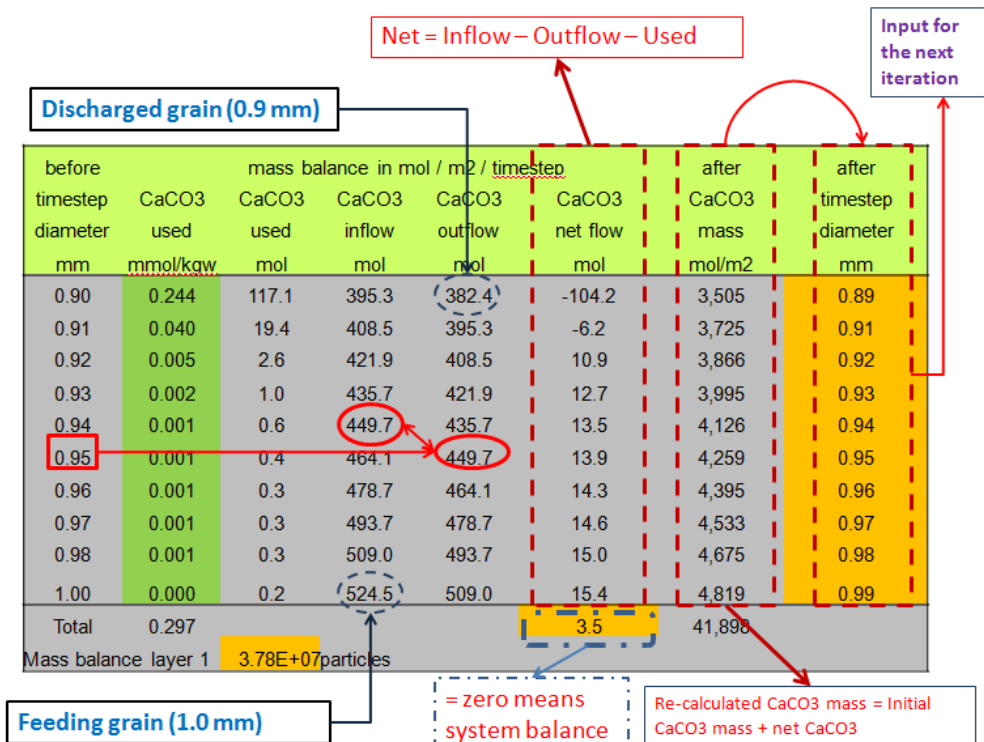 Net = Inflow – Outflow – Used
Input for
the next
iteration
Discharged grain (0.9 mm)
before mass balance in mol / m2 / timestep after after
timestep CaCO3 CaCO3 CaCO3 CaCO3 CaCO3 CaCO3 timestep
diameter used used inflow outflow net flow mass diameter
mm mmol/kgw mol mol mol mol mol/m2 mm
0.90 0.244 117.1 395.3 382.4 -104.2 3,505 0.89
0.91 0.040 19.4 408.5 395.3 -6.2 3,725 0.91
0.92 0.005 2.6 421.9 408.5 10.9 3,866 0.92
0.93 0.002 1.0 435.7 421.9 12.7 3,995 0.93
0.94 0.001 0.6 449.7 435.7 13.5 4,126 0.94
0.95 0.001 0.4 464.1 449.7 13.9 4,259 0.95
0.96 0.001 0.3 478.7 464.1 14.3 4,395 0.96
0.97 0.001 0.3 493.7 478.7 14.6 4,533 0.97
0.98 0.001 0.3 509.0 493.7 15.0 4,675 0.98
1.00 0.000 0.2 524.5 509.0 15.4 4,819 0.99
Total 0.297 3.5 41,898
Mass balance layer 1 3.78E+07 particles
Feeding grain (1.0 mm)
= zero means
system balance
Re-calculated CaCO3 mass = Initial
CaCO3 mass + net CaCO3